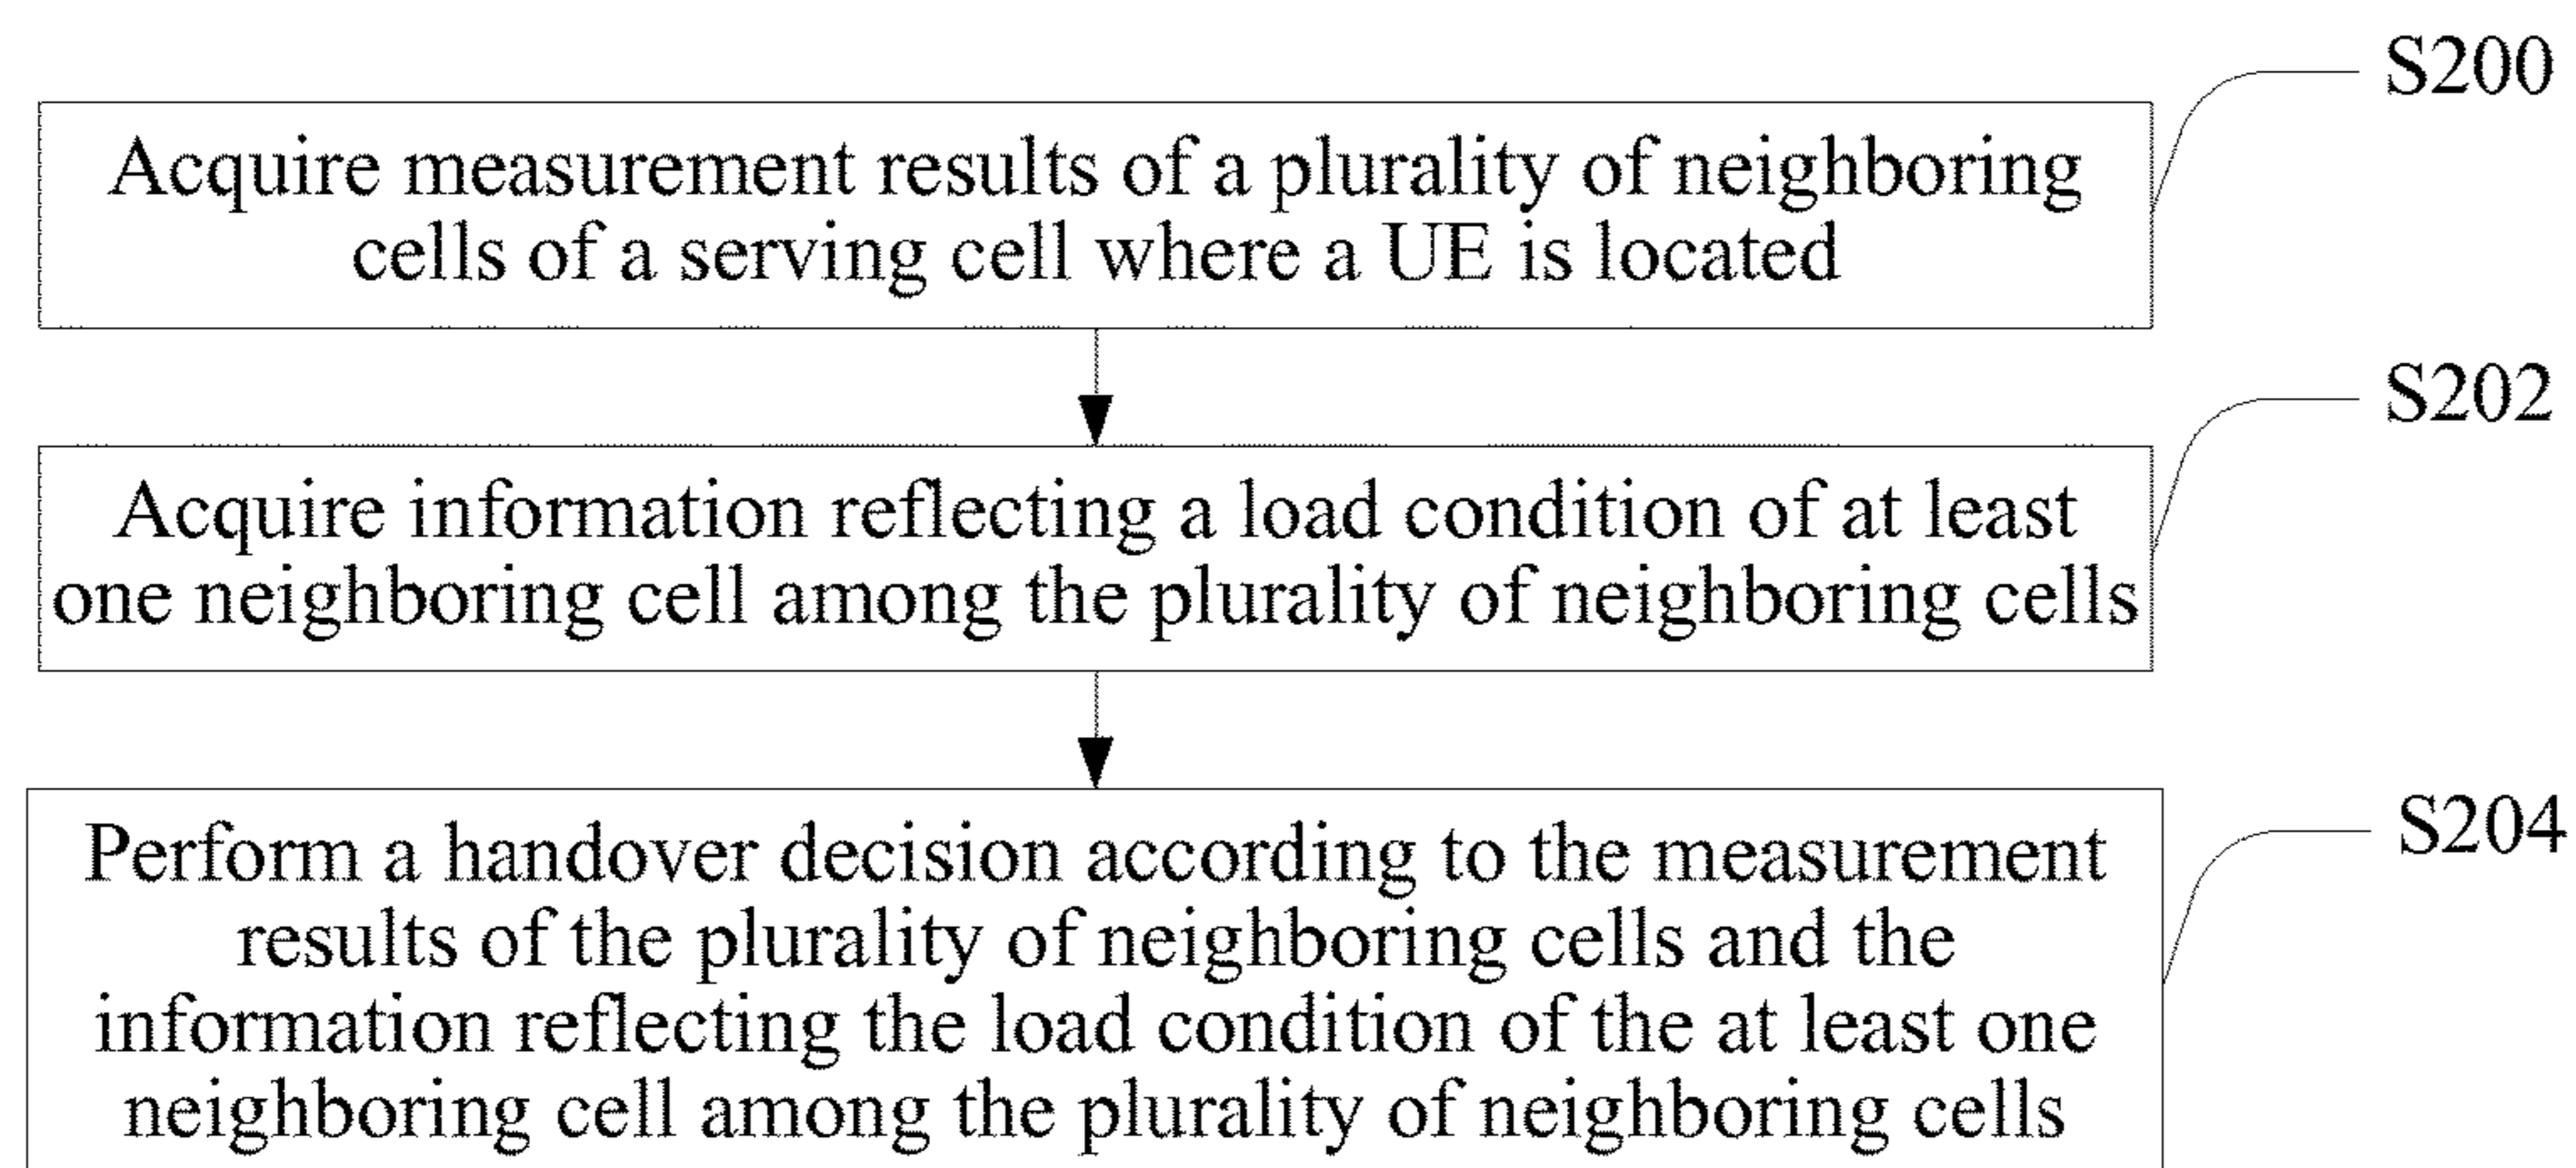 S200
Acquire measurement results of a plurality of neighboring
cells of a serving cell where a UE is located
S202
Acquire information reflecting a load condition of at least
one neighboring cell among the plurality of neighboring cells
S204
Perform a handover decision according to the measurement
results of the plurality of neighboring cells and the
information reflecting the load condition of the at least one
neighboring cell among the plurality of neighboring cells